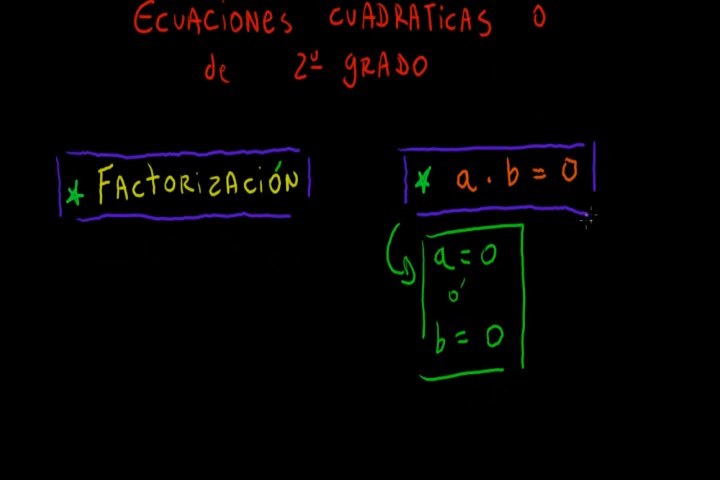 ECUACIONES CUADRATICAS O
de 2º GRADO
* FACTORIZACIÓN
* a . b = 0
a = 0
ó
b = 0